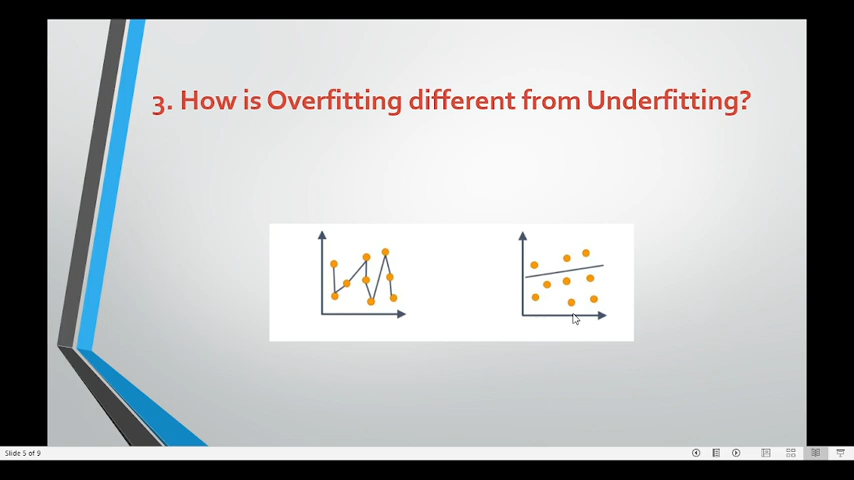 3. How is Overfitting different from Underfitting?
Slide 5 of 9